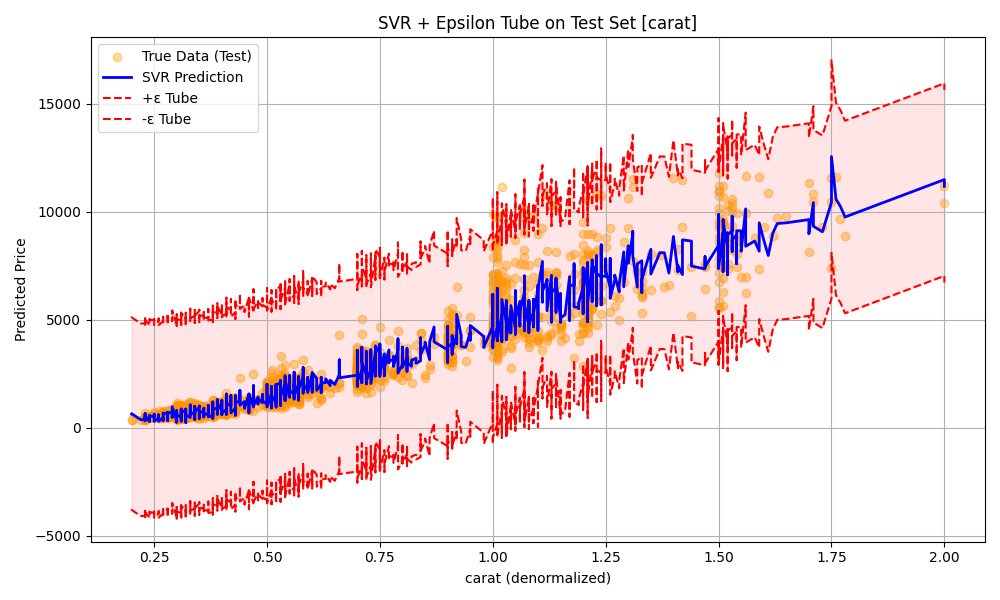 SVR + Epsilon Tube on Test Set [carat]
True Data (Test)
SVR Prediction
+ε Tube
-ε Tube
Predicted Price
15000
10000
5000
0
−5000
0.25 0.50 0.75 1.00 1.25 1.50 1.75 2.00
carat (denormalized)